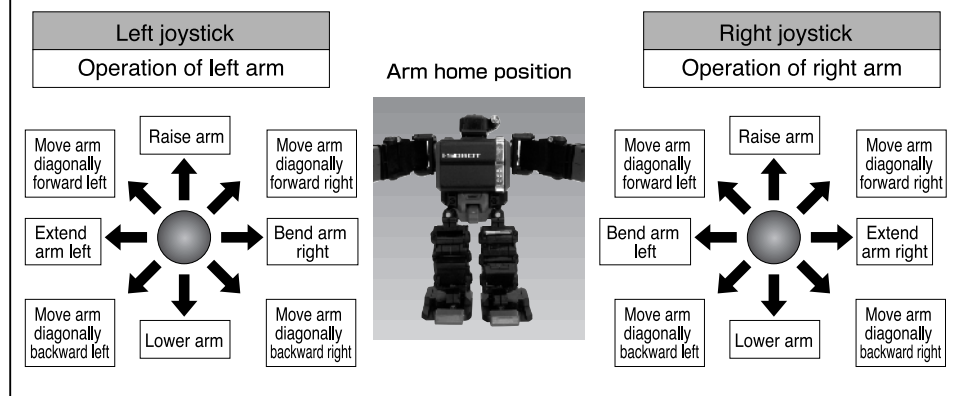 Left joystick
Operation of left arm
Raise arm
Move arm
diagonally
forward left
Move arm
diagonally
forward right
Extend
arm left
Bend arm
right
Move arm
diagonally
backward left
Lower arm
Move arm
diagonally
backward right
Arm home position
Right joystick
Operation of right arm
Raise arm
Move arm
diagonally
forward left
Move arm
diagonally
forward right
Bend arm
left
Extend
arm right
Move arm
diagonally
backward left
Lower arm
Move arm
diagonally
backward right